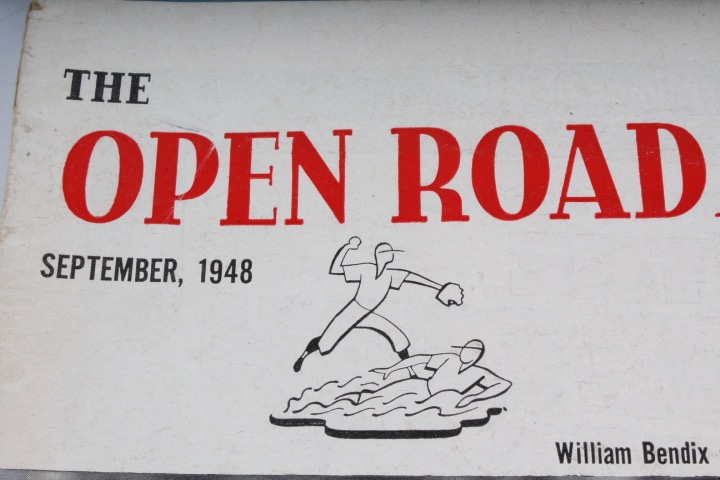 THE
OPEN ROAD
SEPTEMBER, 1948
William Bendix